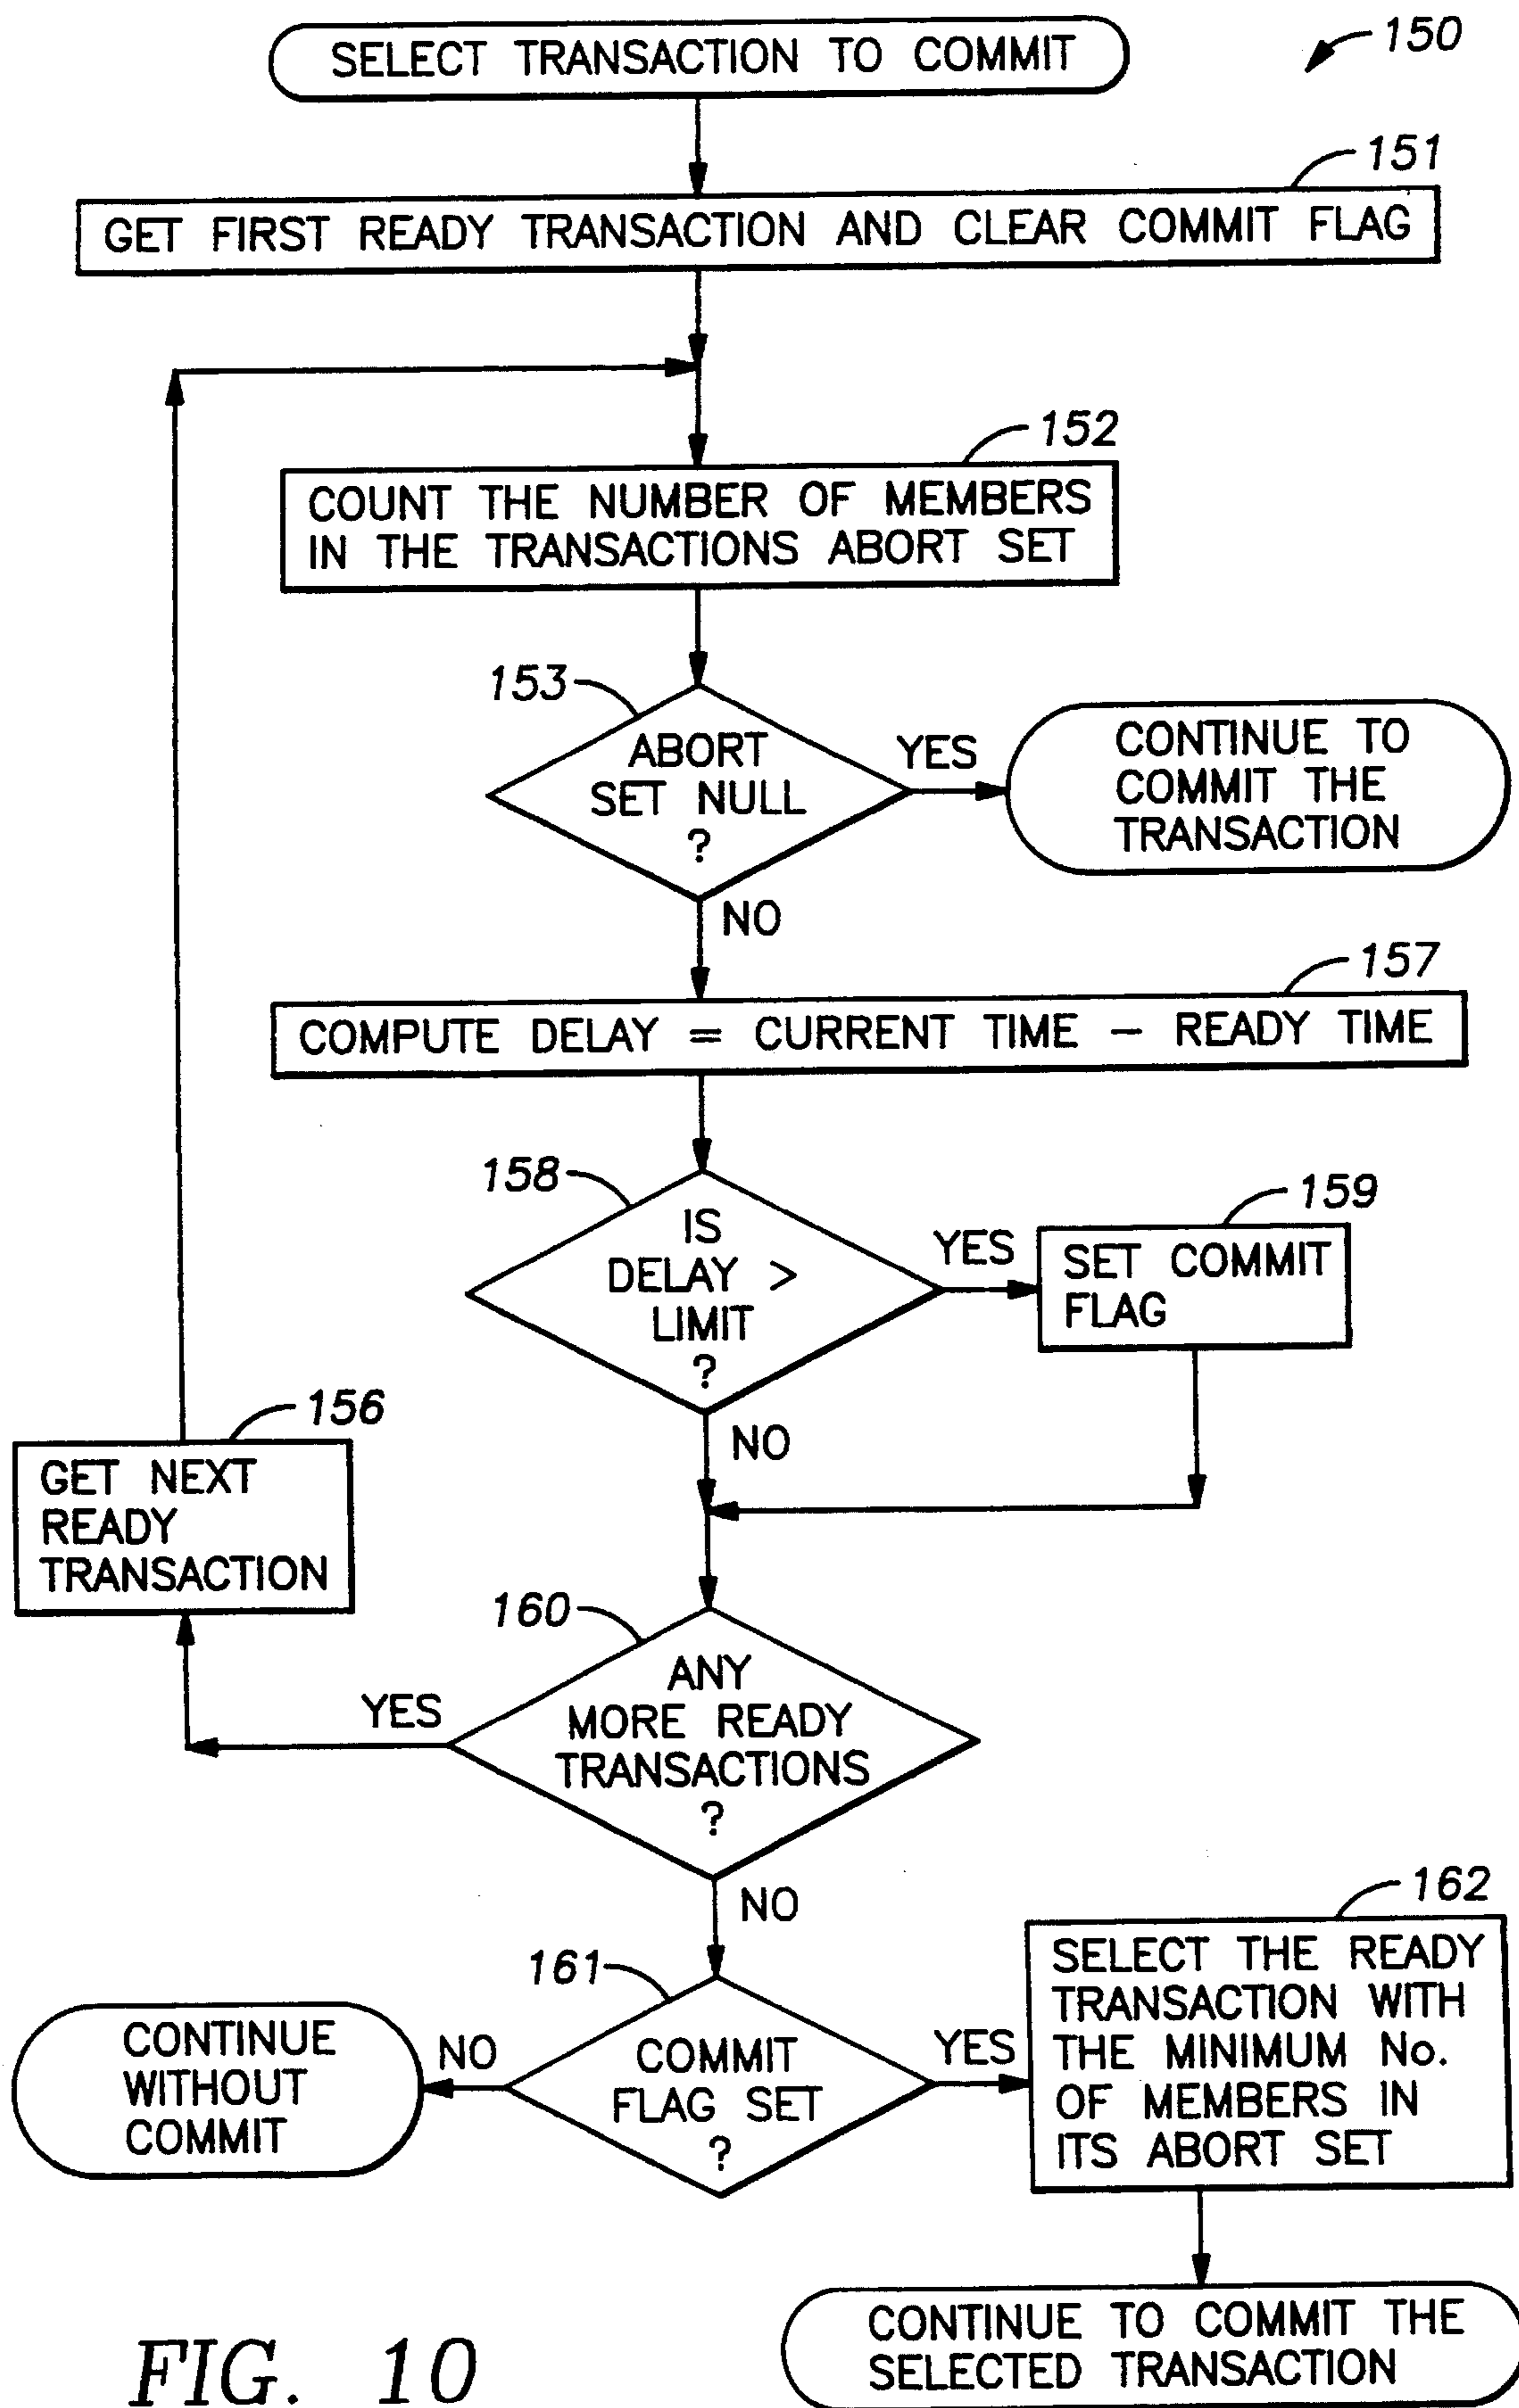 SELECT TRANSACTION TO COMMIT
150
151
GET FIRST READY TRANSACTION AND CLEAR COMMIT FLAG
152
COUNT THE NUMBER OF MEMBERS
IN THE TRANSACTIONS ABORT SET
153
ABORT
SET NULL
?
YES
CONTINUE TO
COMMIT THE
TRANSACTION
NO
157
COMPUTE DELAY = CURRENT TIME - READY TIME
158
IS
DELAY >
LIMIT
?
YES
159
SET COMMIT
FLAG
NO
156
GET NEXT
READY
TRANSACTION
160
ANY
MORE READY
TRANSACTIONS
?
YES
NO
161
COMMIT
FLAG SET
?
NO
CONTINUE
WITHOUT
COMMIT
YES
162
SELECT THE READY
TRANSACTION WITH
THE MINIMUM No.
OF MEMBERS IN
ITS ABORT SET
CONTINUE TO COMMIT THE
SELECTED TRANSACTION
FIG. 10